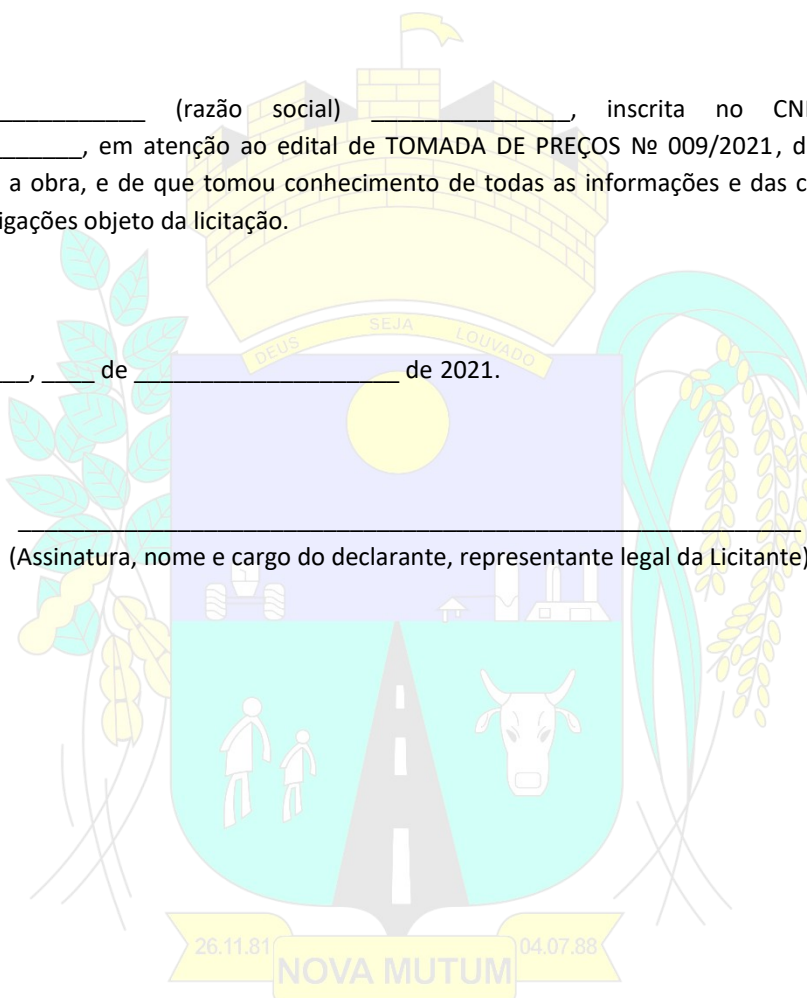 ____________ (razão social) _______________, inscrita no CN
_______, em atenção ao edital de TOMADA DE PREÇOS Nº 009/2021, d
a obra, e de que tomou conhecimento de todas as informações e das c
igações objeto da licitação.
DEUS SEJA LOUVADO
___, ____ de ____________________ de 2021.
___________________________________________________________
(Assinatura, nome e cargo do declarante, representante legal da Licitante)
26.11.81 04.07.88
NOVA MUTUM